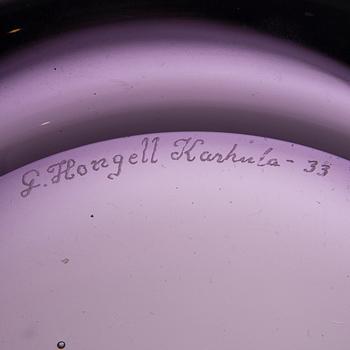 G. Hongell Karhula - 33